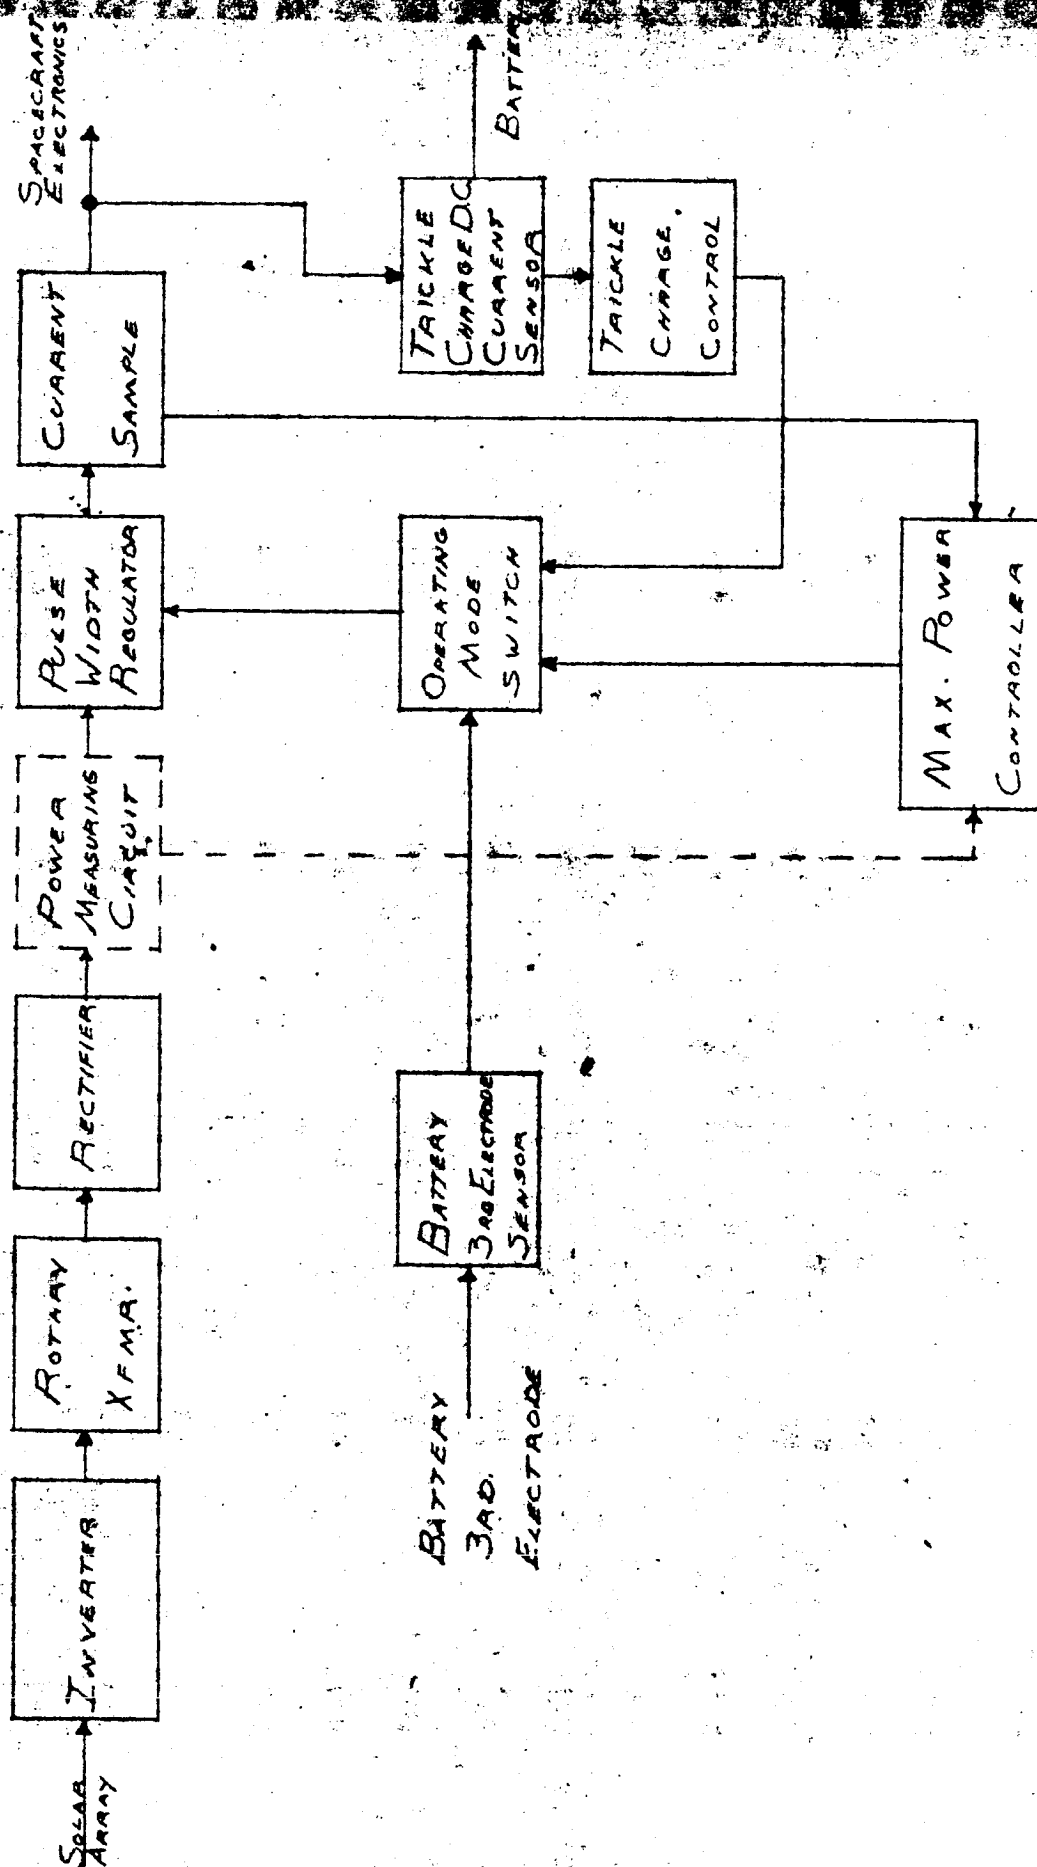 SOLAR
ARRAY
INVERTER
ROTARY
XFMR.
RECTIFIER
POWER
MEASURING
CIRCUIT
PULSE
WIDTH
REGULATOR
CURRENT
SAMPLE
SPACECRAFT
ELECTRONICS
BATTERY
3RD.
ELECTRODE
BATTERY
3RD ELECTRODE
SENSOR
OPERATING
MODE
SWITCH
TRICKLE
CHARGE D.C.
CURRENT
SENSOR
BATTERY
TRICKLE
CHARGE
CONTROL
MAX. POWER
CONTROLLER